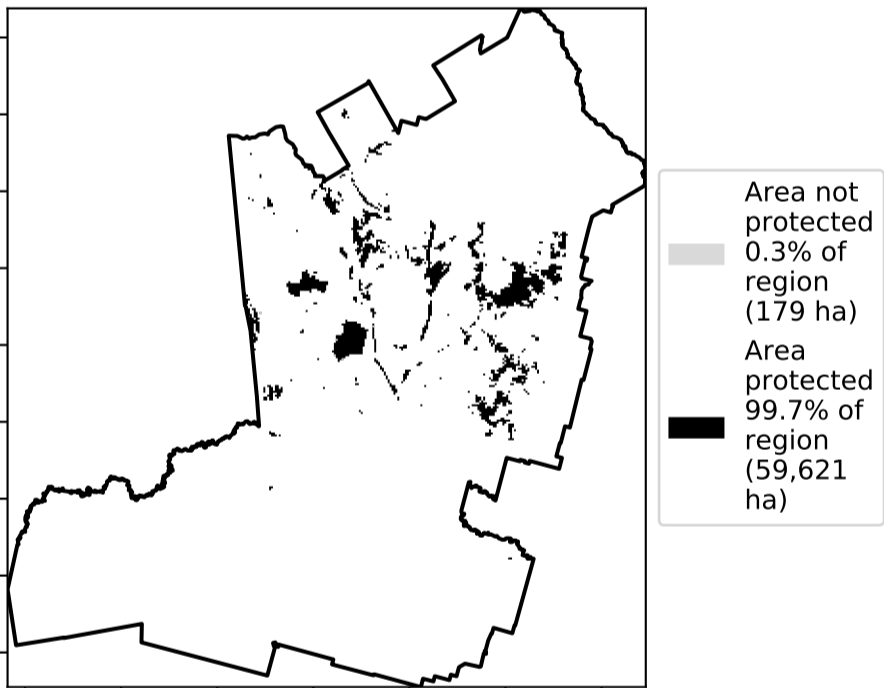 Area not
protected
0.3% of
region
(179 ha)
Area
protected
99.7% of
region
(59,621
ha)